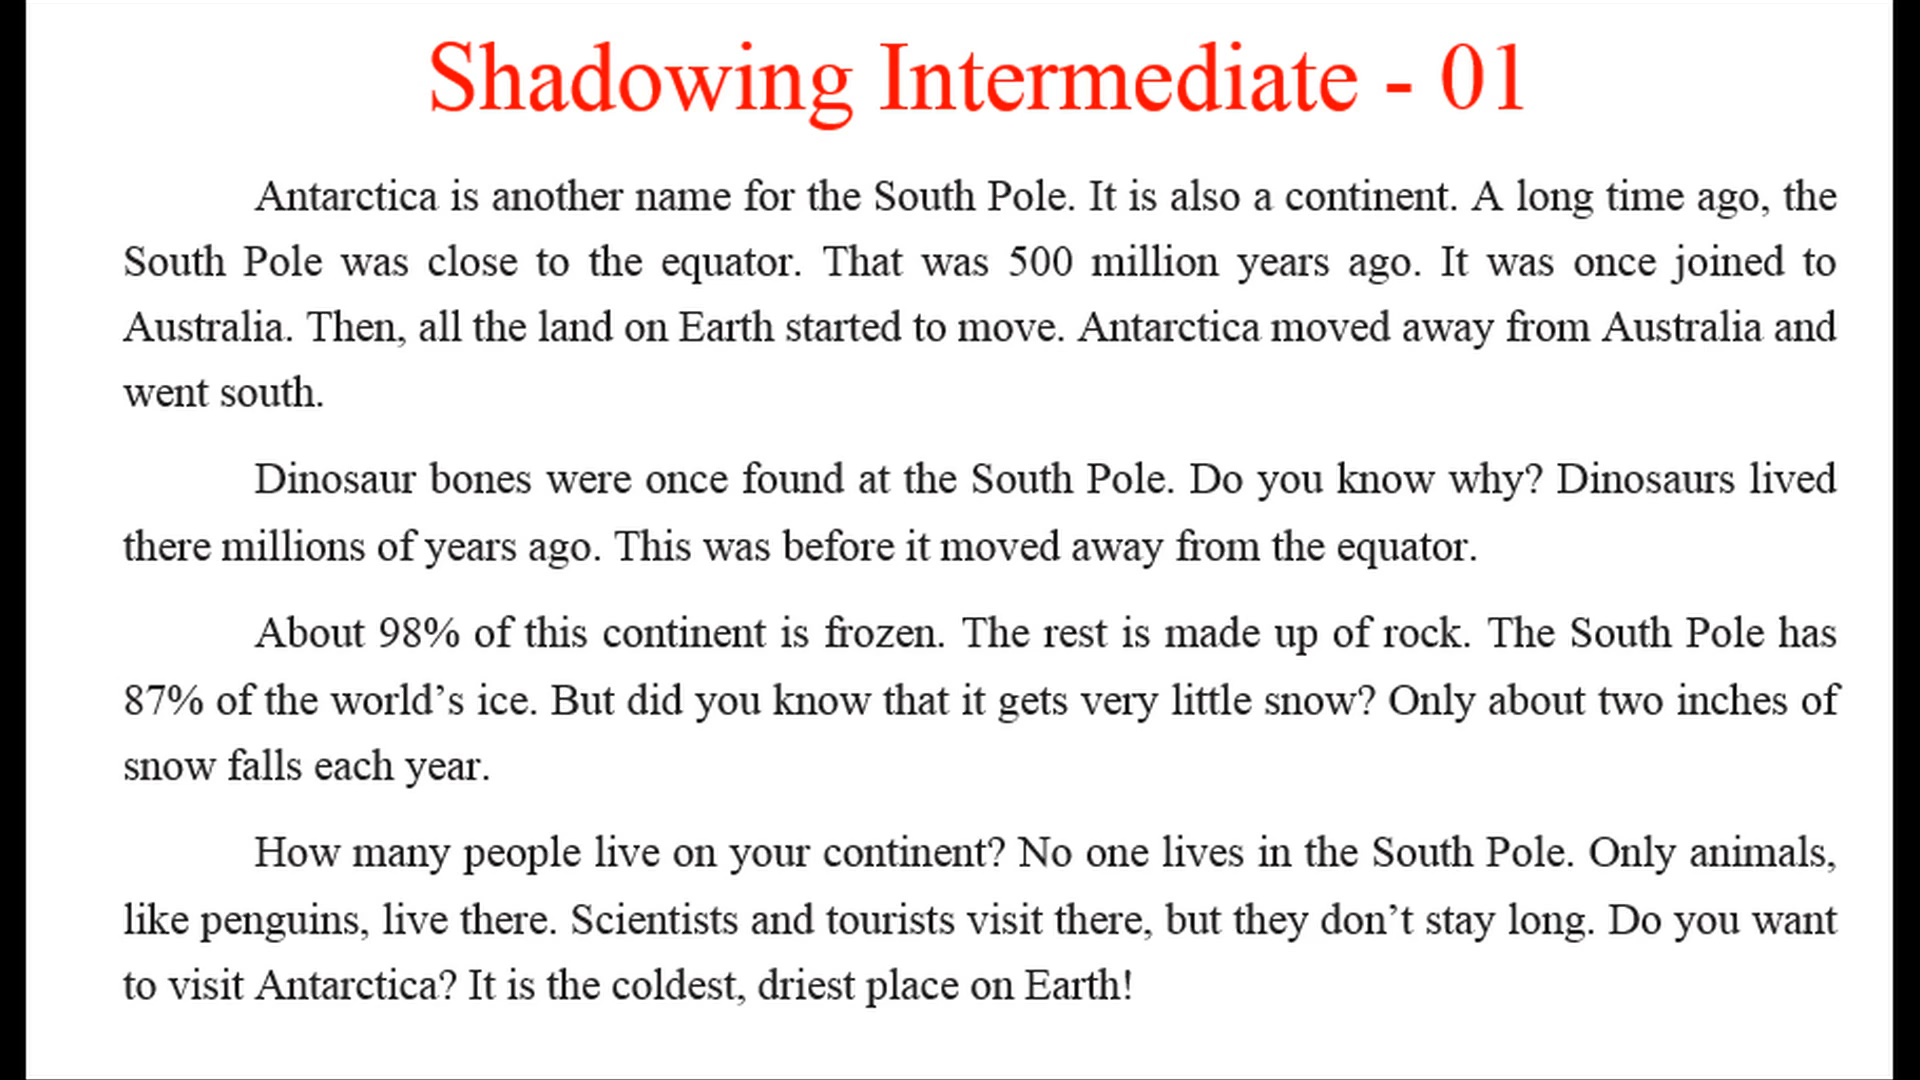 Shadowing Intermediate - 01
Antarctica is another name for the South Pole. It is also a continent. A long time ago, the
South Pole was close to the equator. That was 500 million years ago. It was once joined to
Australia. Then, all the land on Earth started to move. Antarctica moved away from Australia and
went south.
Dinosaur bones were once found at the South Pole. Do you know why? Dinosaurs lived
there millions of years ago. This was before it moved away from the equator.
About 98% of this continent is frozen. The rest is made up of rock. The South Pole has
87% of the world’s ice. But did you know that it gets very little snow? Only about two inches of
snow falls each year.
How many people live on your continent? No one lives in the South Pole. Only animals,
like penguins, live there. Scientists and tourists visit there, but they don’t stay long. Do you want
to visit Antarctica? It is the coldest, driest place on Earth!